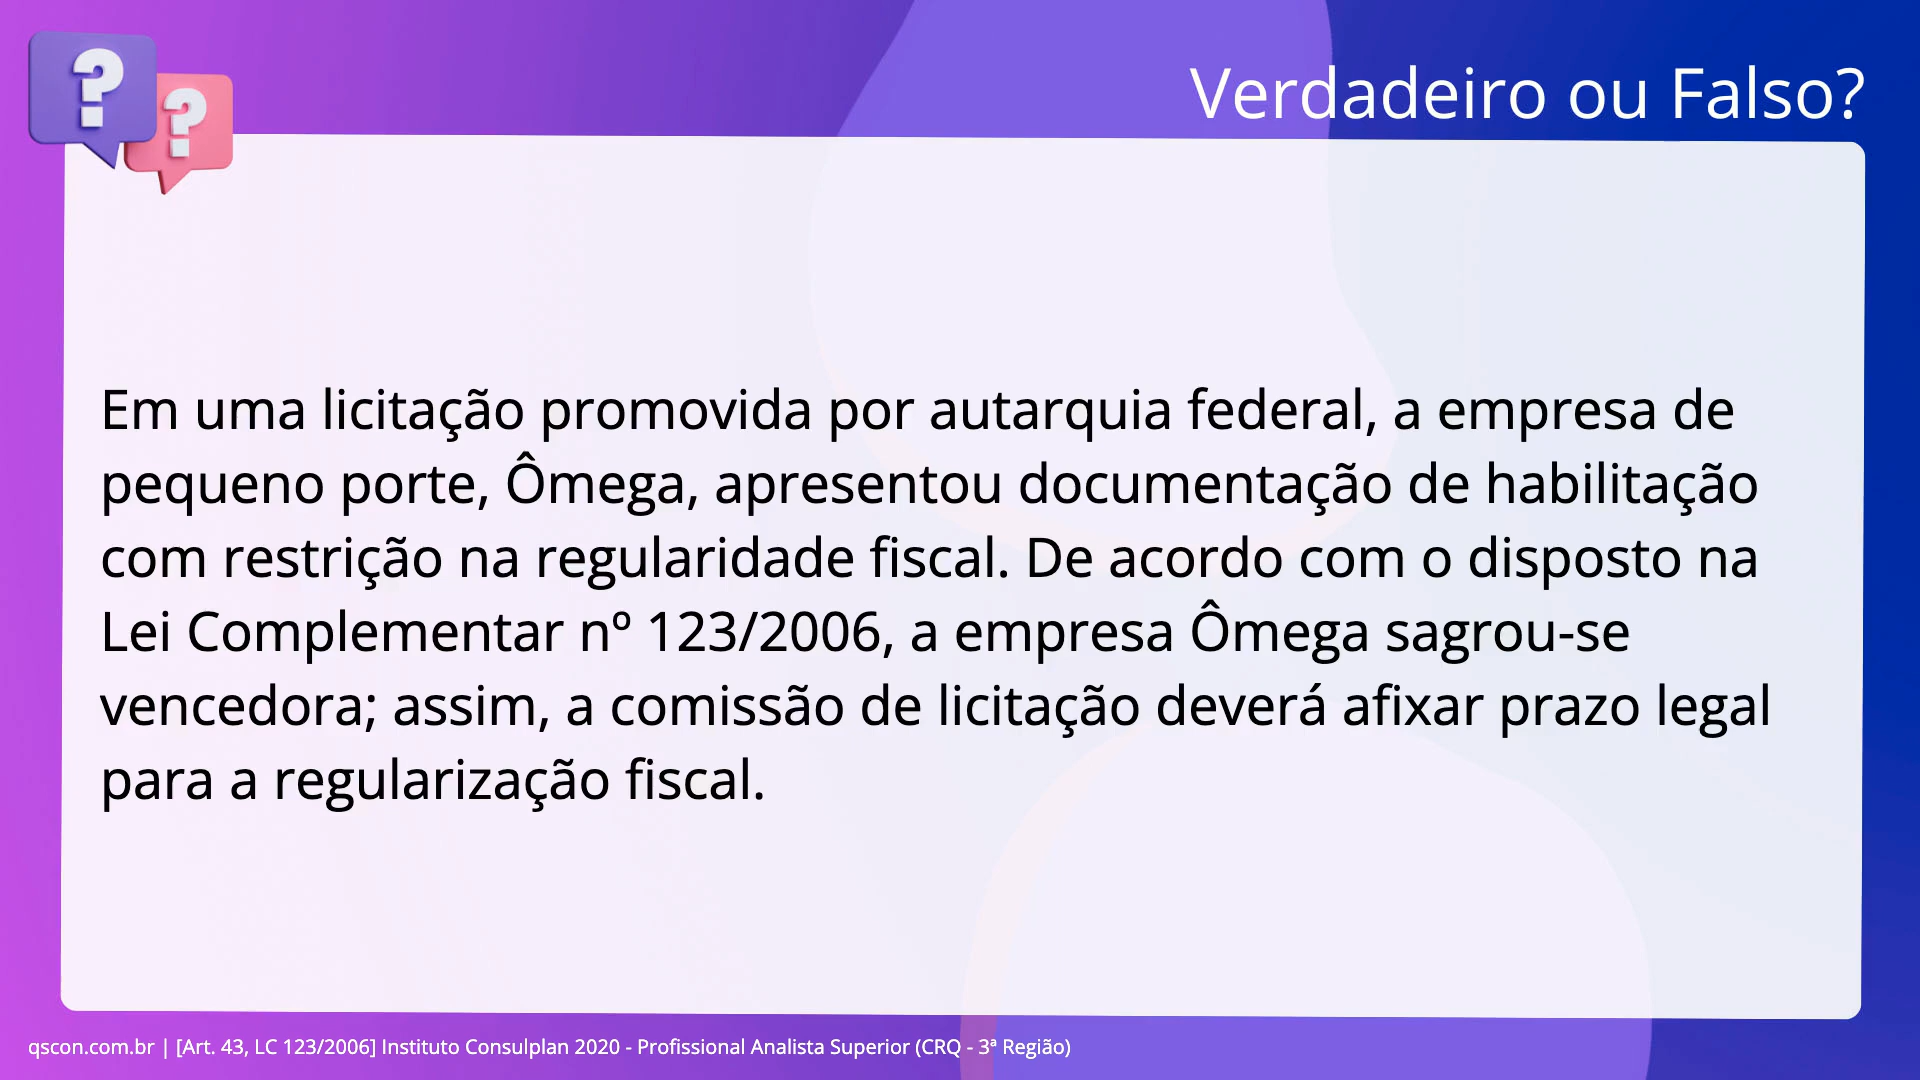 Verdadeiro ou Falso?
Em uma licitação promovida por autarquia federal, a empresa de
pequeno porte, Ômega, apresentou documentação de habilitação
com restrição na regularidade fiscal. De acordo com o disposto na
Lei Complementar nº 123/2006, a empresa Ômega sagrou-se
vencedora; assim, a comissão de licitação deverá afixar prazo legal
para a regularização fiscal.
qscon.com.br | [Art. 43, LC 123/2006] Instituto Consulplan 2020 - Profissional Analista Superior (CRQ - 3ª Região)